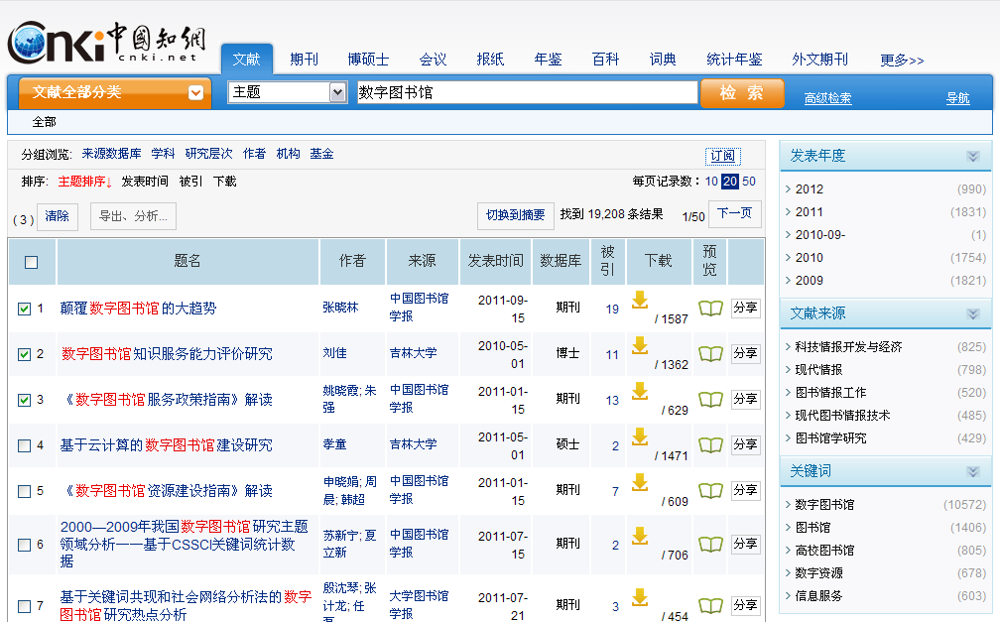 Cnki 中國知網
cnki.net
文献 期刊 博硕士 会议 报纸 年鉴 百科 词典 统计年鉴 外文期刊 更多>>
文献全部分类 主题 数字图书馆 检 索 高级检索 导航
全部
分组浏览: 来源数据库 学科 研究层次 作者 机构 基金 订阅
排序: 主题排序↓ 发表时间 被引 下载 每页记录数: 10 20 50
( 3 ) 清除 导出、分析... 切换到摘要 找到 19,208 条结果 1/50 下一页
题名 作者 来源 发表时间 数据库 被引 下载 预览
1 颠覆数字图书馆的大趋势 张晓林 中国图书馆学报 2011-09-15 期刊 19 / 1587 分享
2 数字图书馆知识服务能力评价研究 刘佳 吉林大学 2010-05-01 博士 11 / 1362 分享
3 《数字图书馆服务政策指南》解读 姚晓霞; 朱强 中国图书馆学报 2011-01-15 期刊 13 / 629 分享
4 基于云计算的数字图书馆建设研究 李童 吉林大学 2011-05-01 硕士 2 / 1471 分享
5 《数字图书馆资源建设指南》解读 申晓娟; 周晨; 韩超 中国图书馆学报 2011-01-15 期刊 7 / 609 分享
6 2000—2009年我国数字图书馆研究主题
领域分析——基于CSSCI关键词统计数
据 苏新宁; 夏立新 中国图书馆学报 2011-07-15 期刊 2 / 706 分享
7 基于关键词共现和社会网络分析法的数字
图书馆研究热点分析 殷沈琴; 张计龙; 任 大学图书馆学报 2011-07-21 期刊 3 / 454 分享
发表年度
2012 (990)
2011 (1831)
2010-09- (1)
2010 (1754)
2009 (1821)
文献来源
科技情报开发与经济 (825)
现代情报 (798)
图书情报工作 (520)
现代图书情报技术 (485)
图书馆学研究 (429)
关键词
数字图书馆 (10572)
图书馆 (1406)
高校图书馆 (805)
数字资源 (678)
信息服务 (603)